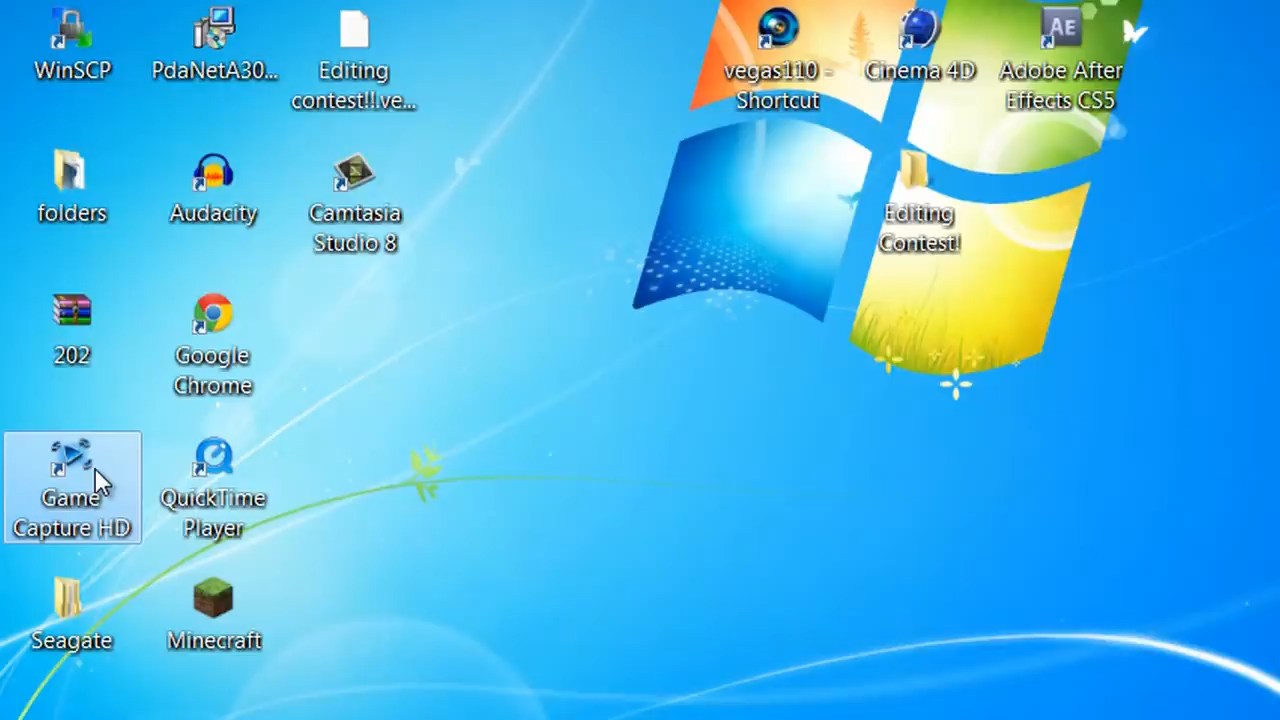 WinSCP
PdaNetA30...
Editing
contest!!.ve...
vegas110 -
Shortcut
Cinema 4D
AE
Adobe After
Effects CS5
folders
Audacity
Camtasia
Studio 8
Editing
Contest!
202
Google
Chrome
Game
Capture HD
QuickTime
Player
Seagate
Minecraft